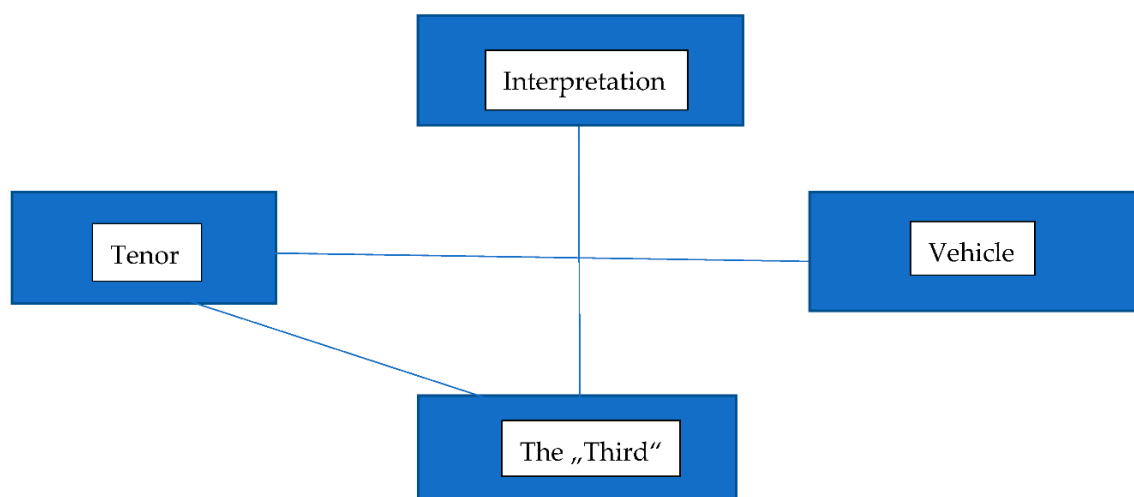 Interpretation
Tenor
Vehicle
The „Third“